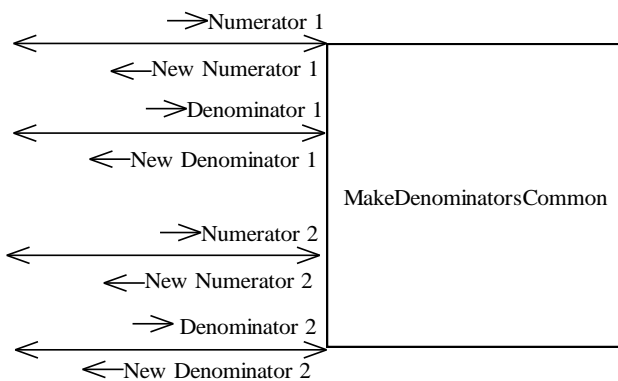 Numerator 1
New Numerator 1
Denominator 1
New Denominator 1
MakeDenominatorsCommon
Numerator 2
New Numerator 2
Denominator 2
New Denominator 2